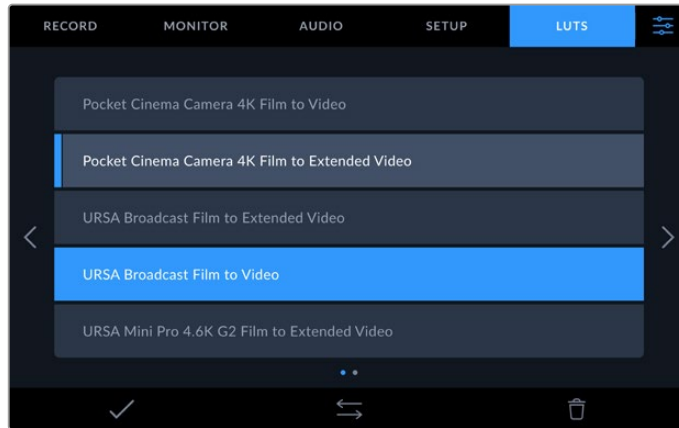 RECORD MONITOR AUDIO SETUP LUTS
Pocket Cinema Camera 4K Film to Video
Pocket Cinema Camera 4K Film to Extended Video
URSA Broadcast Film to Extended Video
URSA Broadcast Film to Video
URSA Mini Pro 4.6K G2 Film to Extended Video